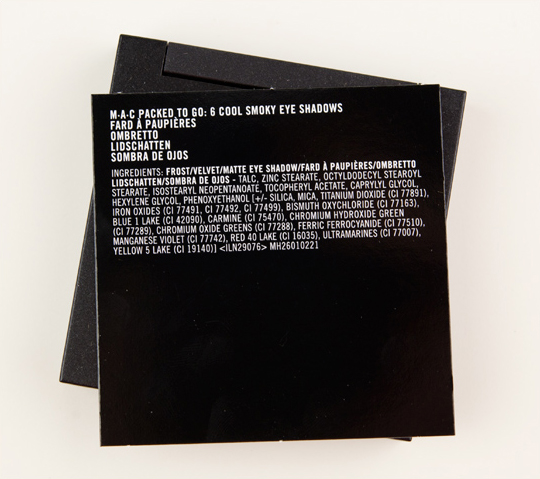 M·A·C PACKED TO GO: 6 COOL SMOKY EYE SHADOWS
FARD À PAUPIÈRES
OMBRETTO
LIDSCHATTEN
SOMBRA DE OJOS
INGREDIENTS: FROST/VELVET/MATTE EYE SHADOW/FARD À PAUPIÈRES/OMBRETTO
LIDSCHATTEN/SOMBRA DE OJOS - TALC, ZINC STEARATE, OCTYLDODECYL STEAROYL
STEARATE, ISOSTEARYL NEOPENTANOATE, TOCOPHERYL ACETATE, CAPRYLYL GLYCOL,
HEXYLENE GLYCOL, PHENOXYETHANOL [+/- SILICA, MICA, TITANIUM DIOXIDE (CI 77891),
IRON OXIDES (CI 77491, CI 77492, CI 77499), BISMUTH OXYCHLORIDE (CI 77163),
BLUE 1 LAKE (CI 42090), CARMINE (CI 75470), CHROMIUM HYDROXIDE GREEN
(CI 77289), CHROMIUM OXIDE GREENS (CI 77288), FERRIC FERROCYANIDE (CI 77510),
MANGANESE VIOLET (CI 77742), RED 40 LAKE (CI 16035), ULTRAMARINES (CI 77007),
YELLOW 5 LAKE (CI 19140)] <ILN29076> MH26010221